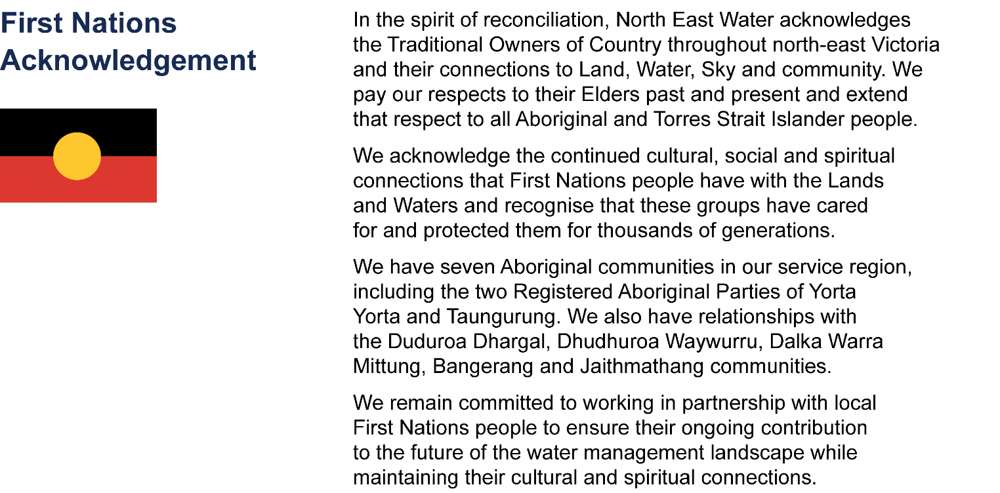 First Nations
Acknowledgement
In the spirit of reconciliation, North East Water acknowledges
the Traditional Owners of Country throughout north-east Victoria
and their connections to Land, Water, Sky and community. We
pay our respects to their Elders past and present and extend
that respect to all Aboriginal and Torres Strait Islander people.
We acknowledge the continued cultural, social and spiritual
connections that First Nations people have with the Lands
and Waters and recognise that these groups have cared
for and protected them for thousands of generations.
We have seven Aboriginal communities in our service region,
including the two Registered Aboriginal Parties of Yorta
Yorta and Taungurung. We also have relationships with
the Duduroa Dhargal, Dhudhuroa Waywurru, Dalka Warra
Mittung, Bangerang and Jaithmathang communities.
We remain committed to working in partnership with local
First Nations people to ensure their ongoing contribution
to the future of the water management landscape while
maintaining their cultural and spiritual connections.